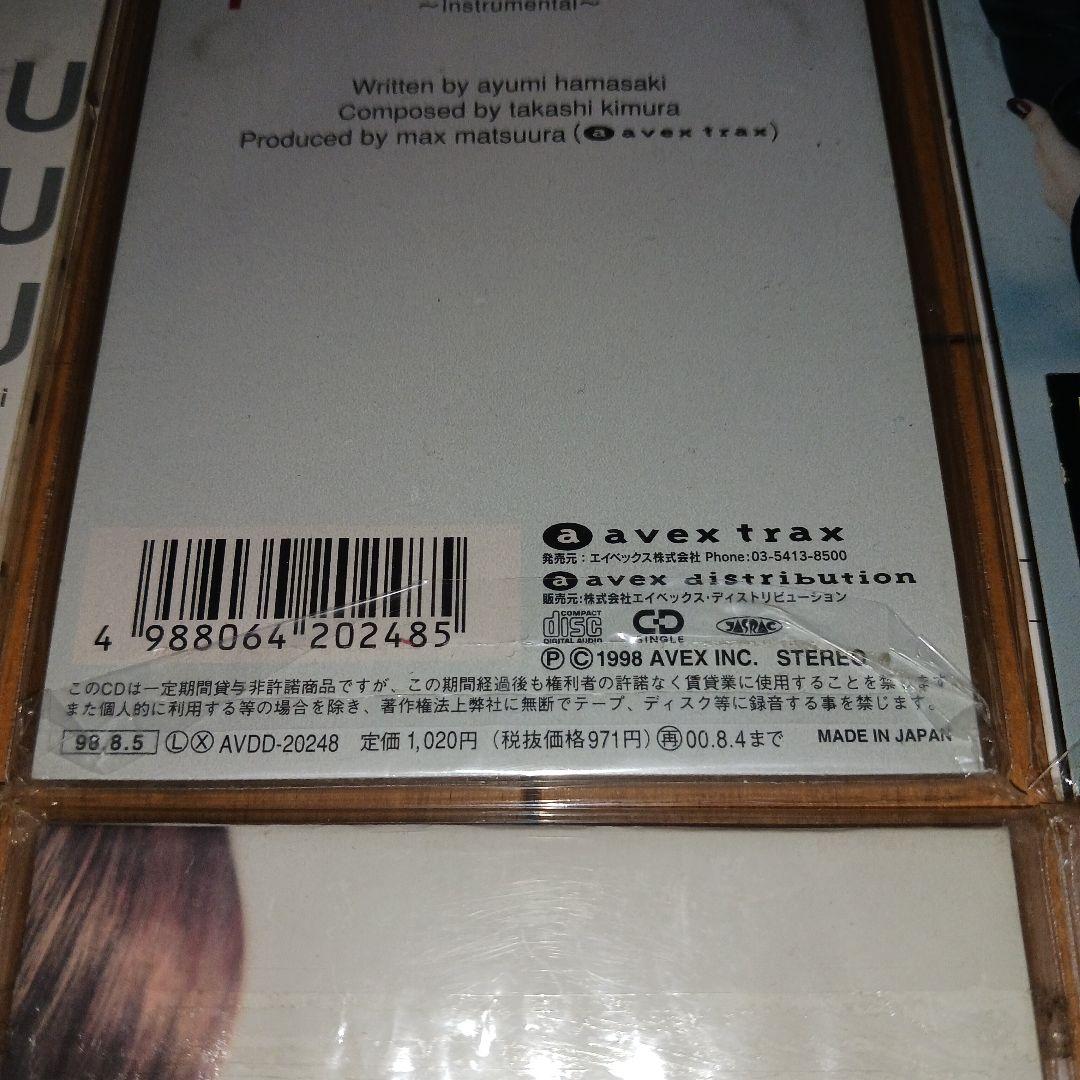 ~Instrumental~
Written by ayumi hamasaki
Composed by takashi kimura
Produced by max matsuura (a avex trax)
U
U
U
i
a avex trax
発売元：エイベックス株式会社 Phone:03-5413-8500
a avex distribution
販売元：株式会社エイベックス・ディストリビューション
COMPACT disc DIGITAL AUDIO CD SINGLE JASRAC
4 988064 202485
Ⓟ Ⓒ 1998 AVEX INC. STEREO
このCDは一定期間貸与非許諾商品ですが、この期間経過後も権利者の許諾なく賃貸業に使用することを禁じます
また個人的に利用する等の場合を除き、著作権法上弊社に無断でテープ、ディスク等に録音する事を禁じます。
98.8.5 Ⓛ Ⓧ AVDD-20248 定価 1,020円 (税抜価格971円) ㊢00.8.4まで MADE IN JAPAN